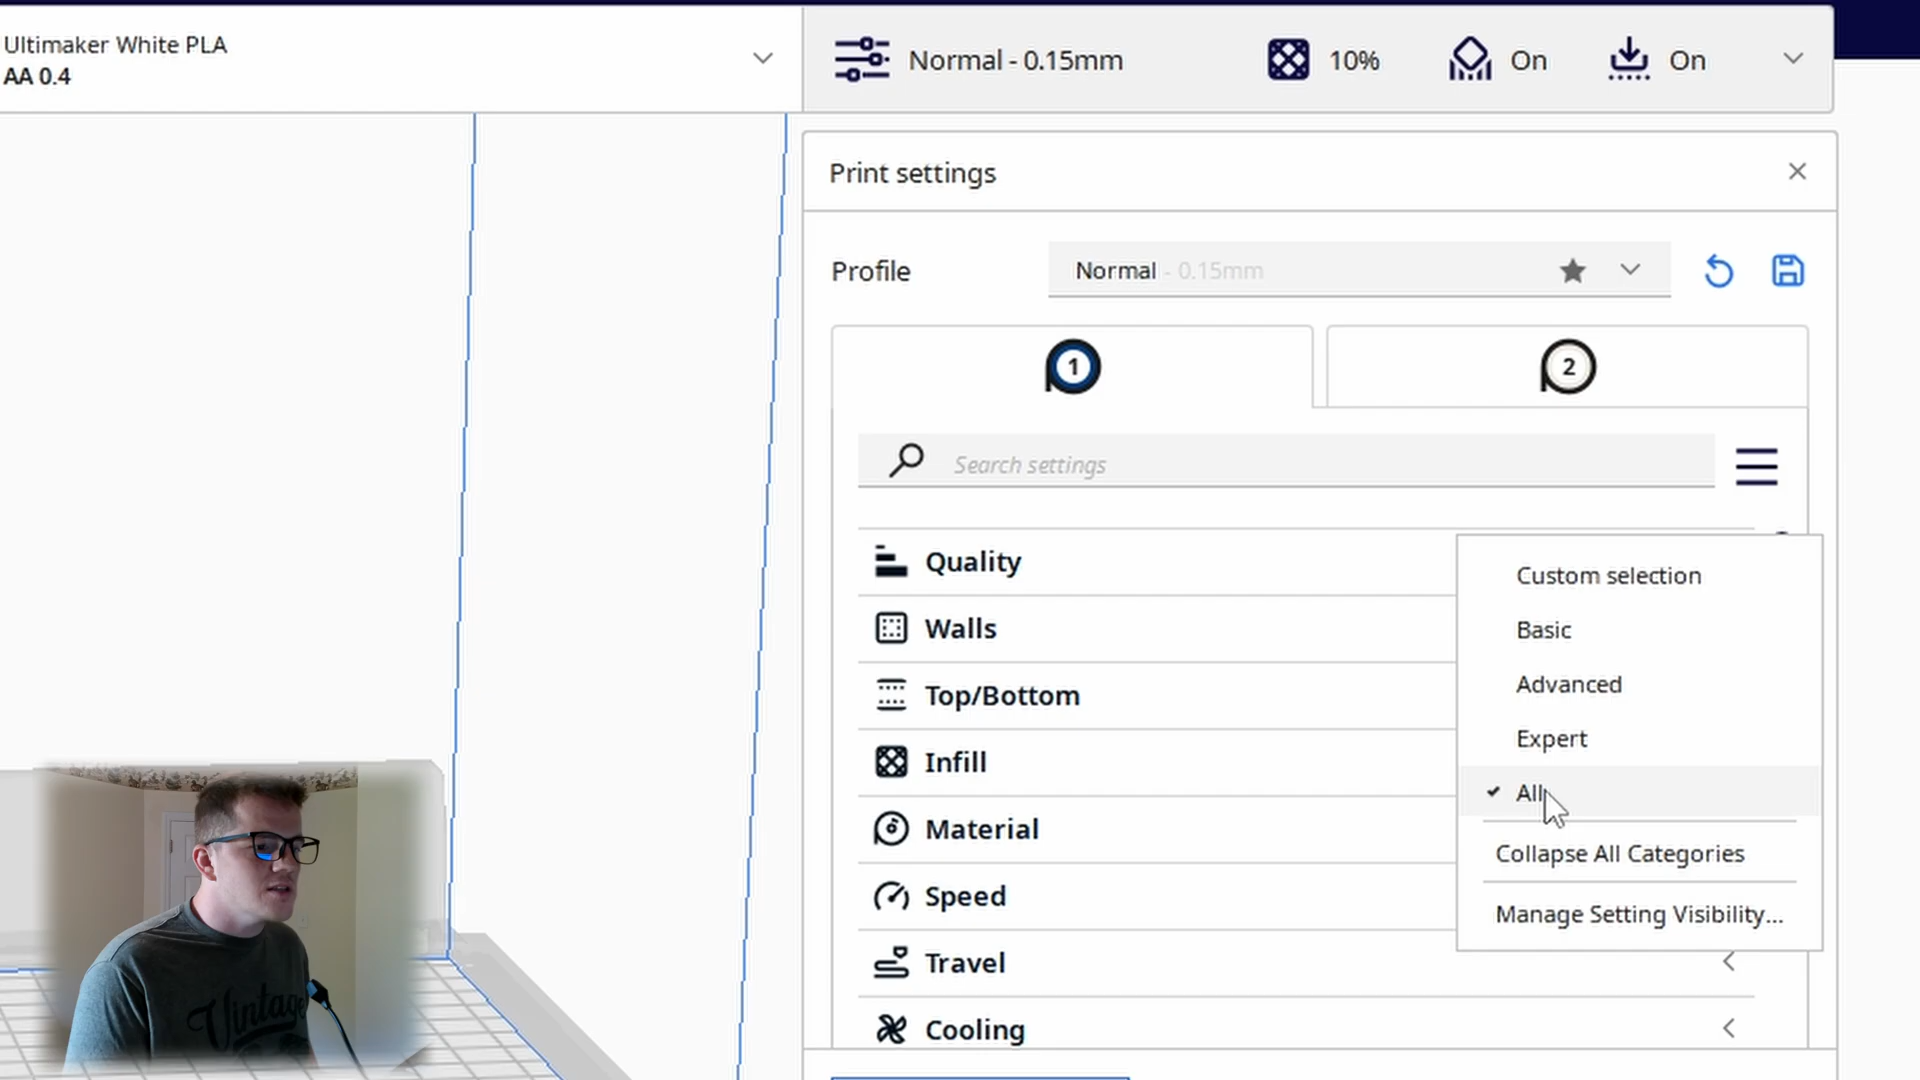 Ultimaker White PLA
AA 0.4
Normal - 0.15mm
10%
On
On
Print settings
Profile
Normal - 0.15mm
1
2
Search settings
Quality
Walls
Top/Bottom
Infill
Material
Speed
Travel
Cooling
Custom selection
Basic
Advanced
Expert
All
Collapse All Categories
Manage Setting Visibility...
Vintage